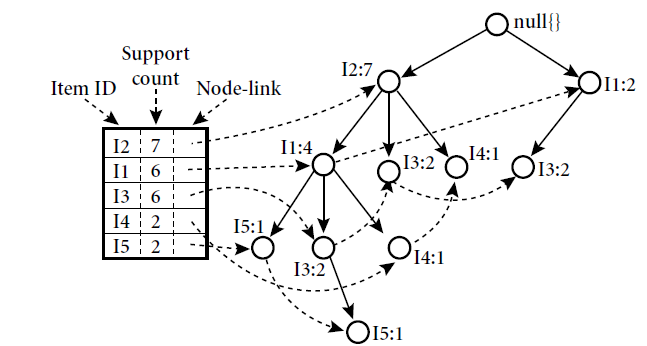 null{}
Support
count
Item ID
Node-link
I2:7
I1:2
I2 7
I1 6
I3 6
I4 2
I5 2
I1:4
I3:2
I4:1
I3:2
I5:1
I3:2
I4:1
I5:1